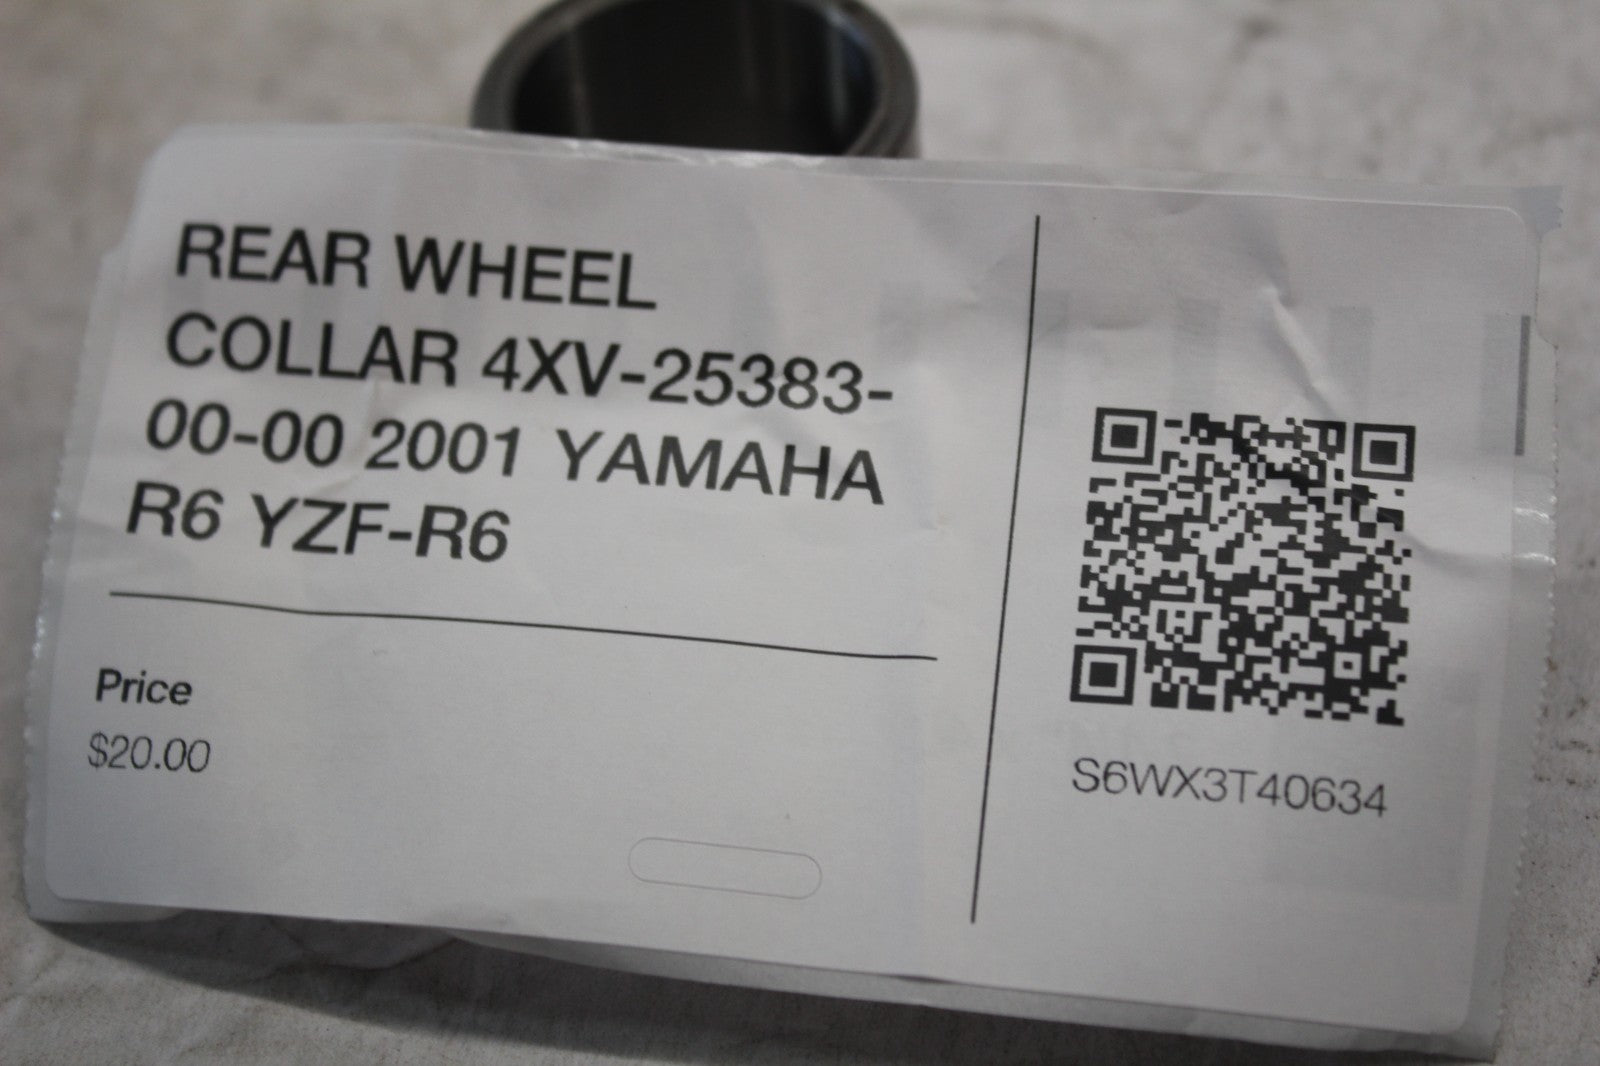 REAR WHEEL
COLLAR 4XV-25383-
00-00 2001 YAMAHA
R6 YZF-R6
Price
$20.00
S6WX3T40634